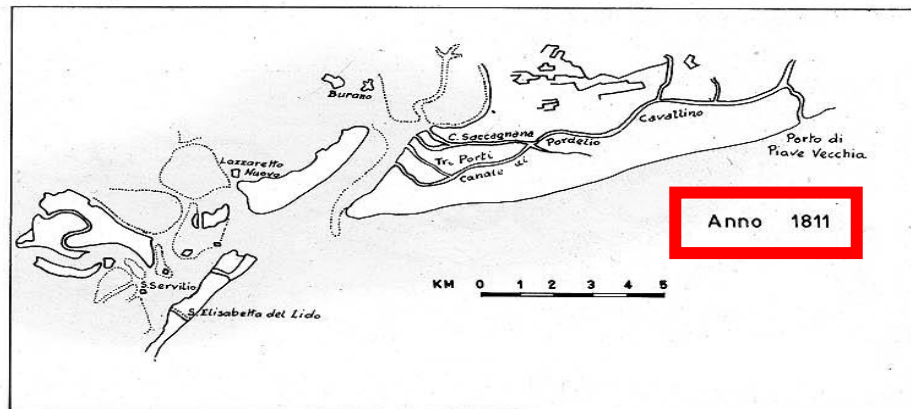 Burano
C. Saccagnana
Pordelio
Cavallino
Porto di
Piave Vecchia
Lazzaretto
Nuovo
Tre Porti
Canale di
Anno 1811
S. Servilio
S. Elisabetta del Lido
KM 0 1 2 3 4 5